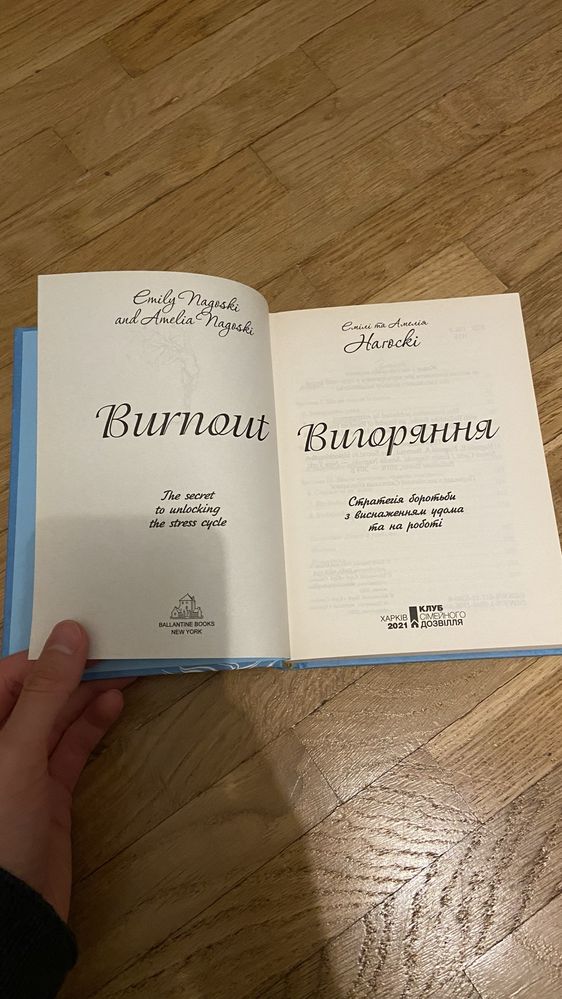 Emily Nagoski
and Amelia Nagoski
Burnout
The secret
to unlocking
the stress cycle
BALLANTINE BOOKS
NEW YORK
Емілі та Амелія
Нагоскі
Вигоряння
Стратегія боротьби
з виснаженням удома
та на роботі
ХАРКІВ
2021
КЛУБ
СІМЕЙНОГО
ДОЗВІЛЛЯ